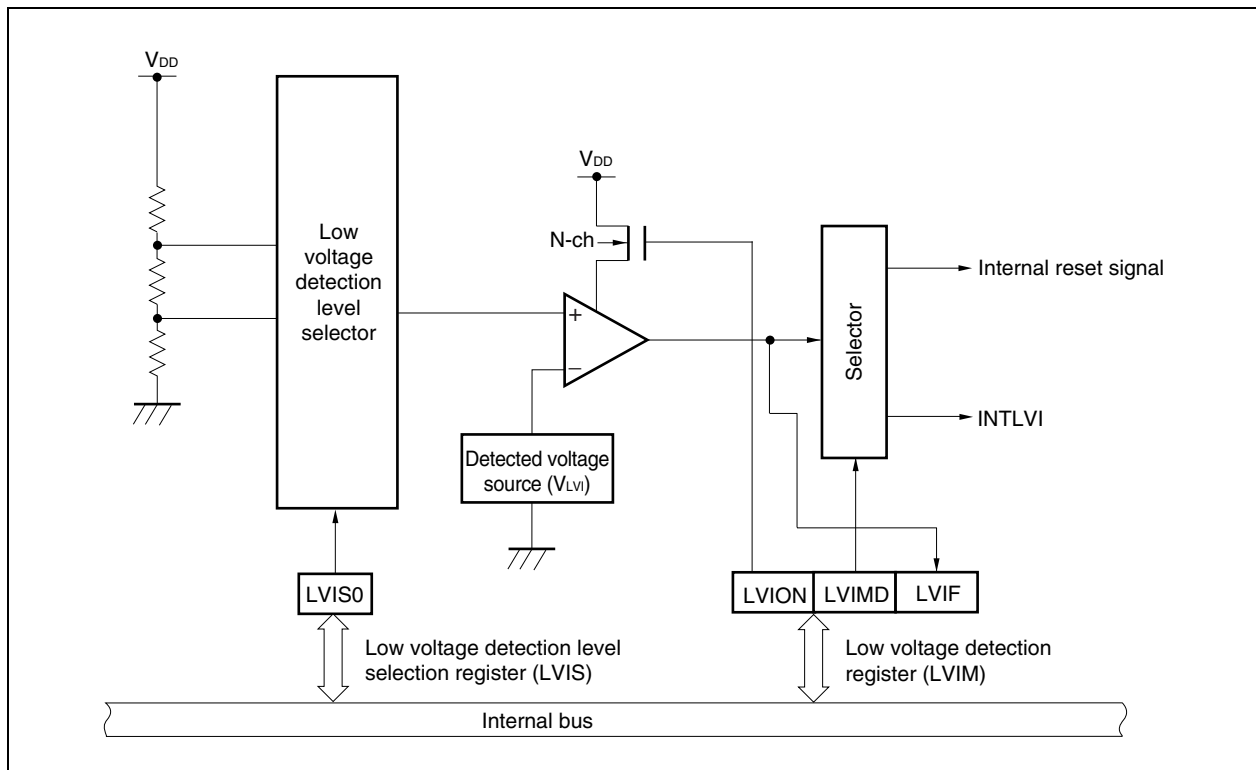 VDD
Low
voltage
detection
level
selector
VDD
N-ch
+
−
Detected voltage
source (VLVI)
Selector
Internal reset signal
INTLVI
LVIS0
LVION
LVIMD
LVIF
Low voltage detection level
selection register (LVIS)
Low voltage detection
register (LVIM)
Internal bus